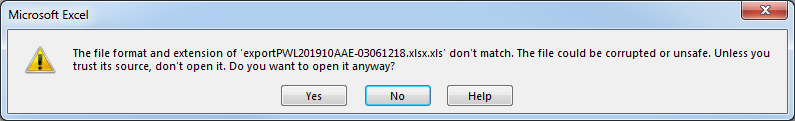 Microsoft Excel
The file format and extension of 'exportPWL201910AAE-03061218.xlsx.xls' don't match. The file could be corrupted or unsafe. Unless you
trust its source, don't open it. Do you want to open it anyway?
Yes No Help